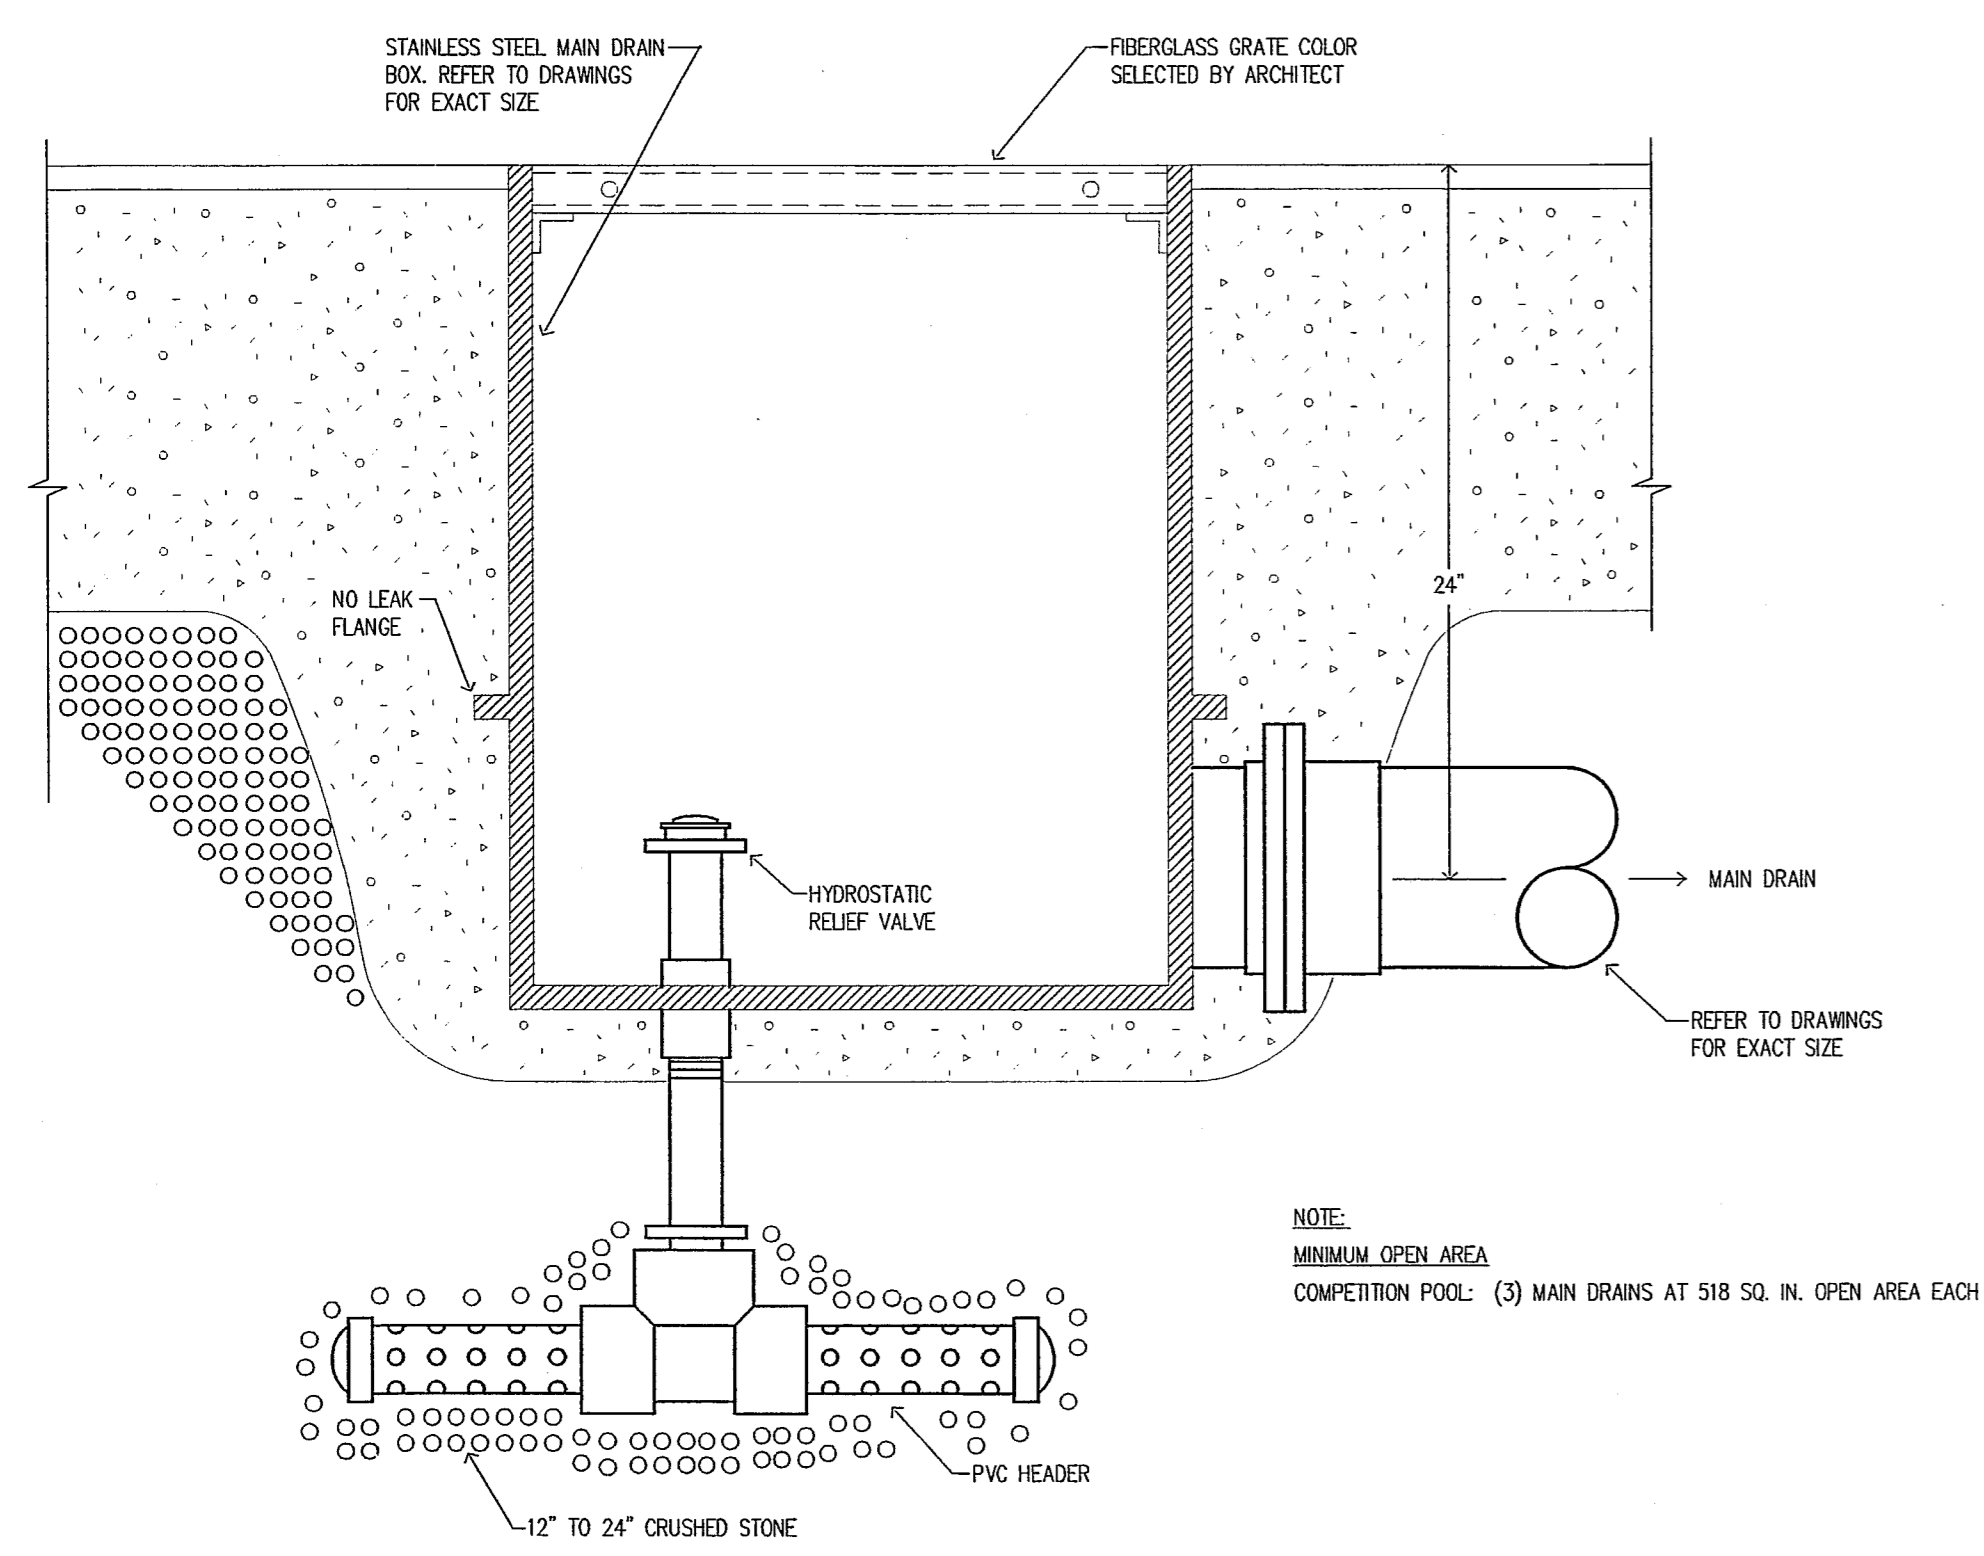 STAINLESS STEEL MAIN DRAIN
BOX. REFER TO DRAWINGS
FOR EXACT SIZE
FIBERGLASS GRATE COLOR
SELECTED BY ARCHITECT
24"
NO LEAK
FLANGE
HYDROSTATIC
RELIEF VALVE
MAIN DRAIN
REFER TO DRAWINGS
FOR EXACT SIZE
NOTE:
MINIMUM OPEN AREA
COMPETITION POOL: (3) MAIN DRAINS AT 518 SQ. IN. OPEN AREA EACH
PVC HEADER
12" TO 24" CRUSHED STONE